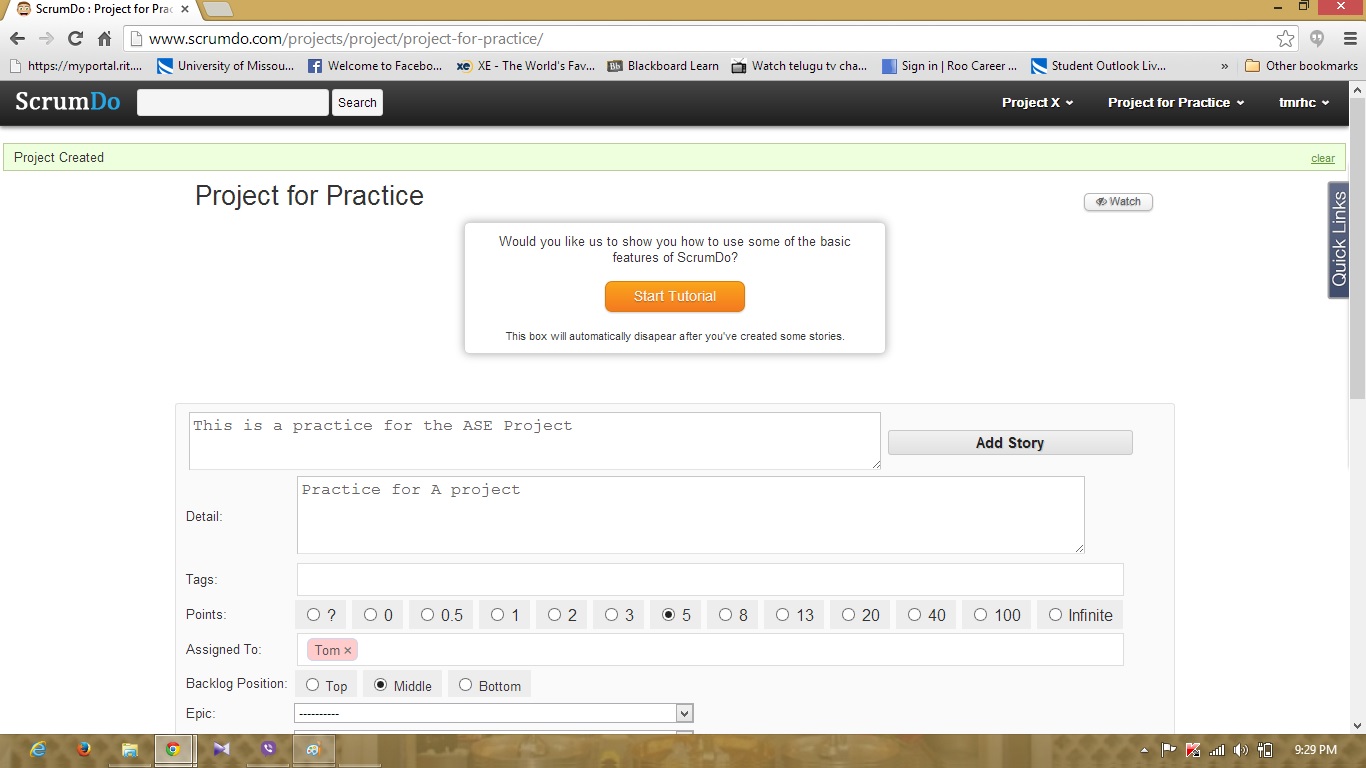 ScrumDo : Project for Prac
www.scrumdo.com/projects/project/project-for-practice/
https://myportal.rit.... University of Missou... Welcome to Facebo... XE - The World's Fav... Blackboard Learn Watch telugu tv cha... Sign in | Roo Career ... Student Outlook Liv... » Other bookmarks
ScrumDo Search Project X Project for Practice tmrhc
Project Created clear
Project for Practice Watch
Quick Links
Would you like us to show you how to use some of the basic
features of ScrumDo?
Start Tutorial
This box will automatically disapear after you've created some stories.
This is a practice for the ASE Project
Add Story
Detail: Practice for A project
Tags:
Points: ? 0 0.5 1 2 3 5 8 13 20 40 100 Infinite
Assigned To: Tom ×
Backlog Position: Top Middle Bottom
Epic: ----------
9:29 PM